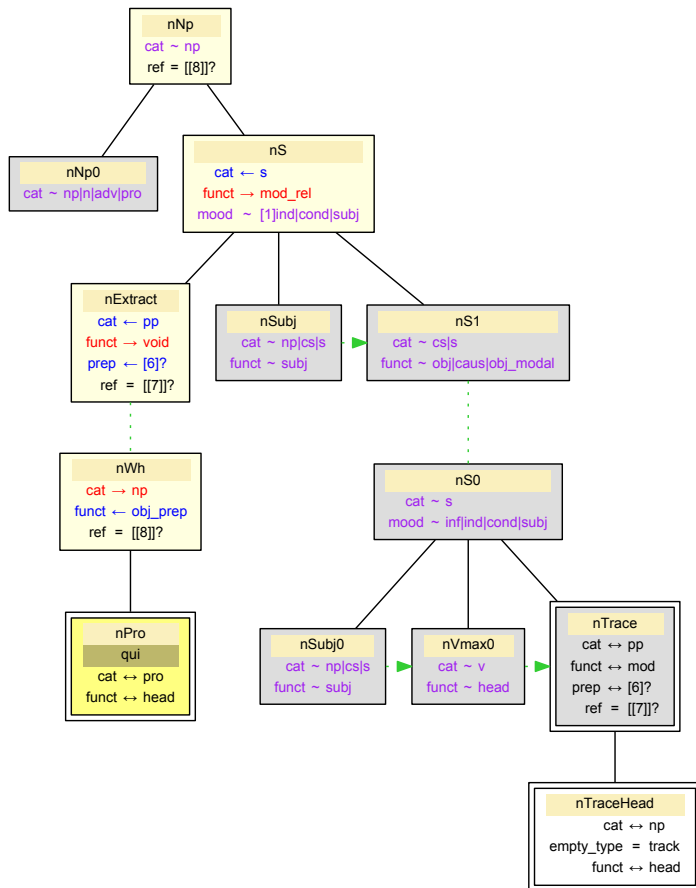 nNp
cat ~ np
ref = [[8]]?
nNp0
cat ~ np|n|adv|pro
nS
cat ← s
funct → mod_rel
mood ~ [1]ind|cond|subj
nExtract
cat ← pp
funct → void
prep ← [6]?
ref = [[7]]?
nSubj
cat ~ np|cs|s
funct ~ subj
nS1
cat ~ cs|s
funct ~ obj|caus|obj_modal
nWh
cat → np
funct ← obj_prep
ref = [[8]]?
nS0
cat ~ s
mood ~ inf|ind|cond|subj
nPro
qui
cat ↔ pro
funct ↔ head
nSubj0
cat ~ np|cs|s
funct ~ subj
nVmax0
cat ~ v
funct ~ head
nTrace
cat ↔ pp
funct ↔ mod
prep ↔ [6]?
ref = [[7]]?
nTraceHead
cat ↔ np
empty_type = track
funct ↔ head